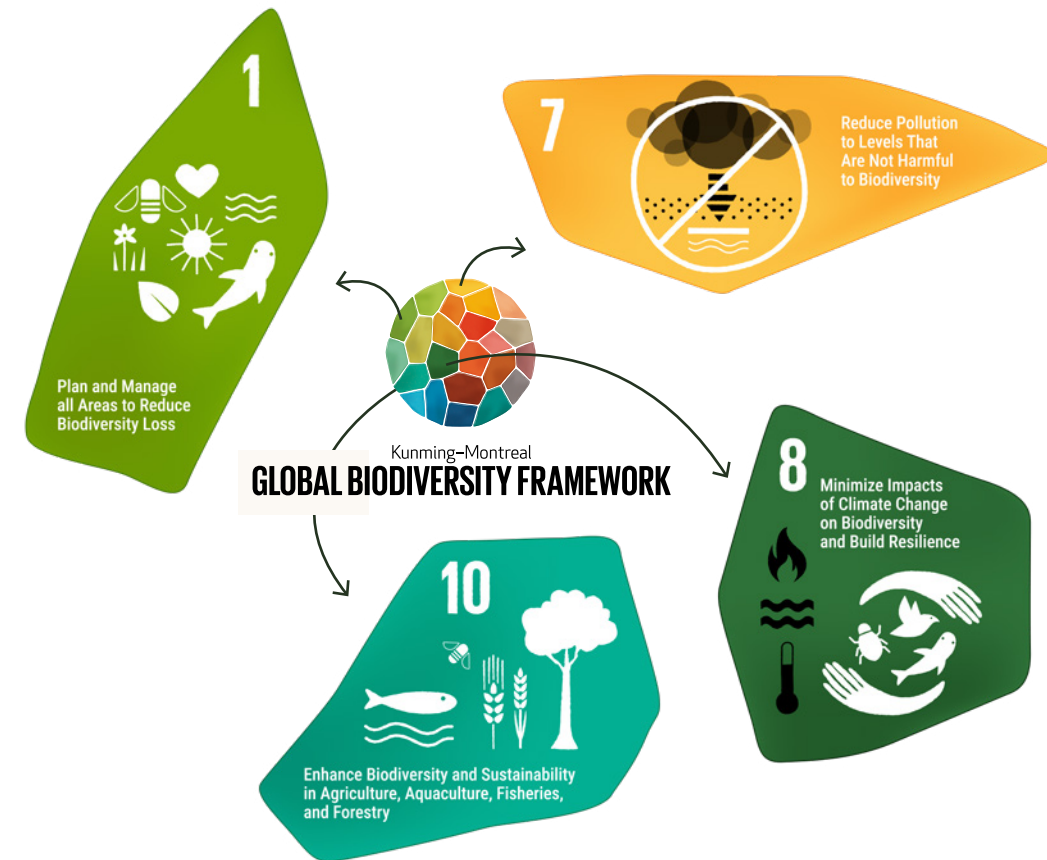 1
Plan and Manage
all Areas to Reduce
Biodiversity Loss
7
Reduce Pollution
to Levels That
Are Not Harmful
to Biodiversity
Kunming–Montreal
GLOBAL BIODIVERSITY FRAMEWORK
8
Minimize Impacts
of Climate Change
on Biodiversity
and Build Resilience
10
Enhance Biodiversity and Sustainability
in Agriculture, Aquaculture, Fisheries,
and Forestry